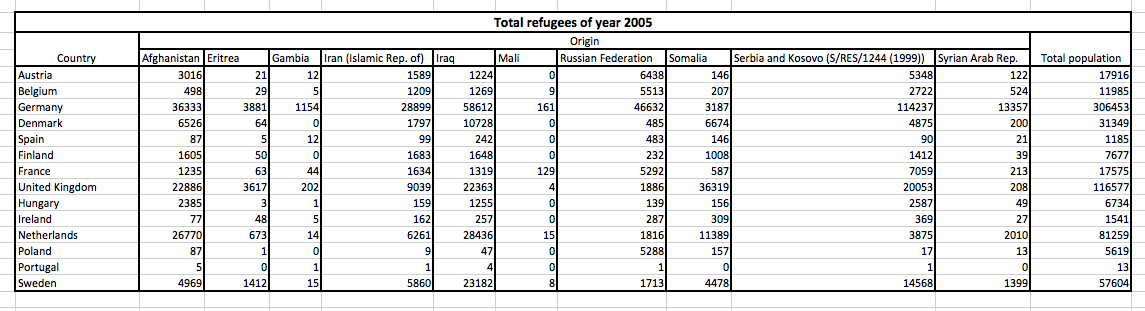 Total refugees of year 2005
Origin
Country Afghanistan Eritrea Gambia Iran (Islamic Rep. of) Iraq Mali Russian Federation Somalia Serbia and Kosovo (S/RES/1244 (1999)) Syrian Arab Rep. Total population
Austria 3016 21 12 1589 1224 0 6438 146 5348 122 17916
Belgium 498 29 5 1209 1269 9 5513 207 2722 524 11985
Germany 36333 3881 1154 28899 58612 161 46632 3187 114237 13357 306453
Denmark 6526 64 0 1797 10728 0 485 6674 4875 200 31349
Spain 87 5 12 99 242 0 483 146 90 21 1185
Finland 1605 50 0 1683 1648 0 232 1008 1412 39 7677
France 1235 63 44 1634 1319 129 5292 587 7059 213 17575
United Kingdom 22886 3617 202 9039 22363 4 1886 36319 20053 208 116577
Hungary 2385 3 1 159 1255 0 139 156 2587 49 6734
Ireland 77 48 5 162 257 0 287 309 369 27 1541
Netherlands 26770 673 14 6261 28436 15 1816 11389 3875 2010 81259
Poland 87 1 0 9 47 0 5288 157 17 13 5619
Portugal 5 0 1 1 4 0 1 0 1 0 13
Sweden 4969 1412 15 5860 23182 8 1713 4478 14568 1399 57604